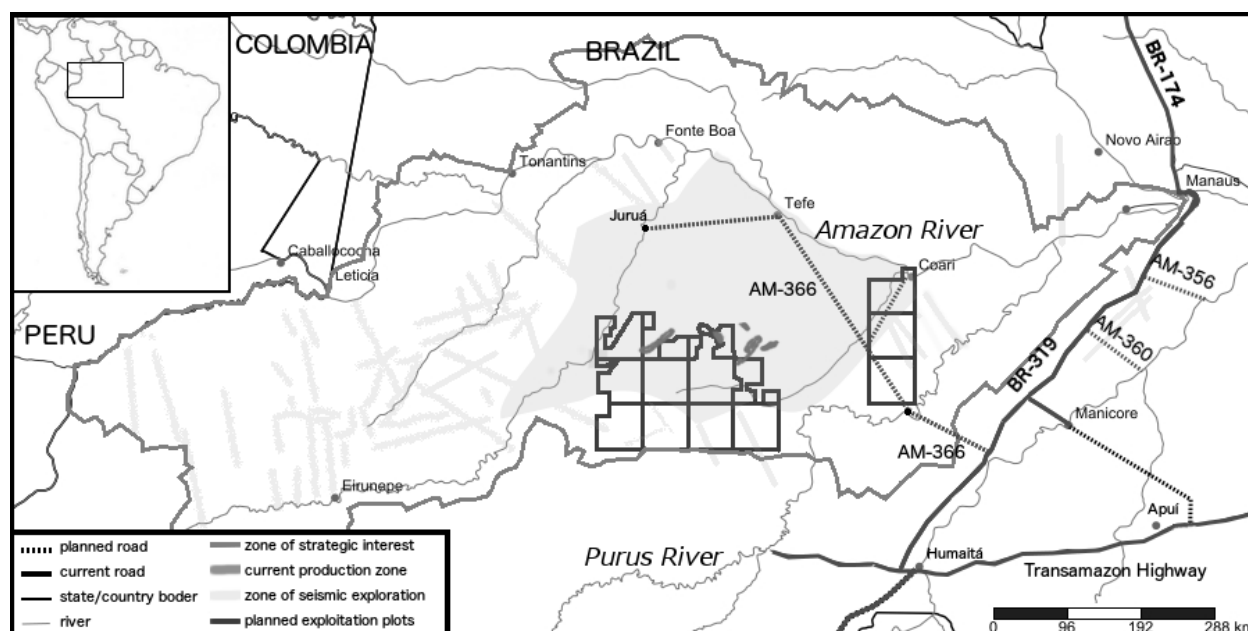 COLOMBIA
BRAZIL
BR-174
Fonte Boa
Novo Airao
Tonantins
Manaus
Juruá
Tefe
Amazon River
Caballococha
Leticia
Coari
AM-366
AM-356
PERU
AM-360
BR-319
Manicore
AM-366
Eirunepe
Apuí
Purus River
Humaitá
Transamazon Highway
planned road
current road
state/country boder
river
zone of strategic interest
current production zone
zone of seismic exploration
planned exploitation plots
0 96 192 288 km